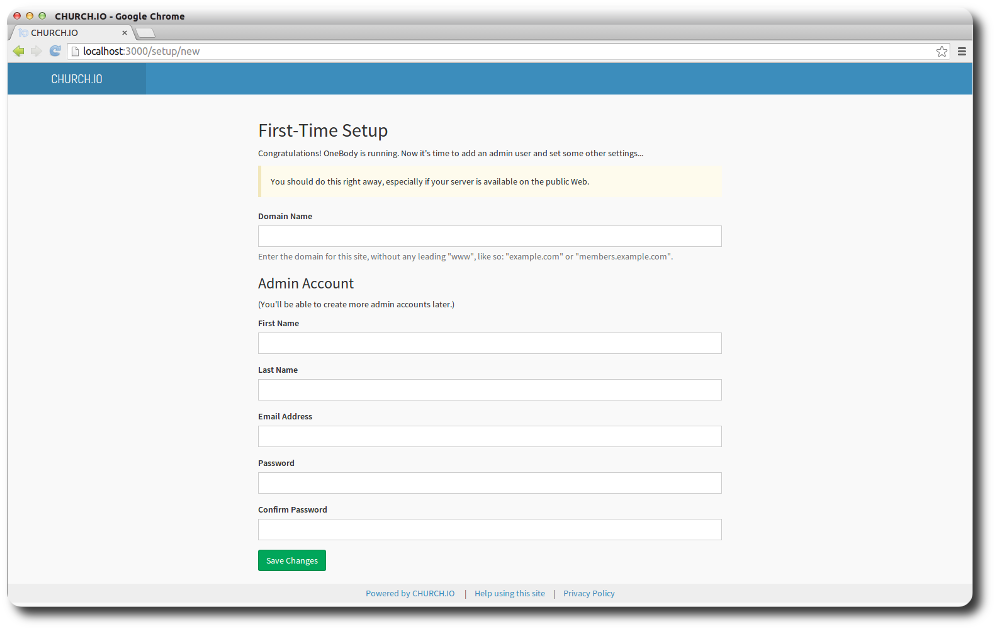 CHURCH.IO - Google Chrome
CHURCH.IO
localhost:3000/setup/new
CHURCH.IO
First-Time Setup
Congratulations! OneBody is running. Now it's time to add an admin user and set some other settings...
You should do this right away, especially if your server is available on the public Web.
Domain Name
Enter the domain for this site, without any leading "www", like so: "example.com" or "members.example.com".
Admin Account
(You'll be able to create more admin accounts later.)
First Name
Last Name
Email Address
Password
Confirm Password
Save Changes
Powered by CHURCH.IO | Help using this site | Privacy Policy